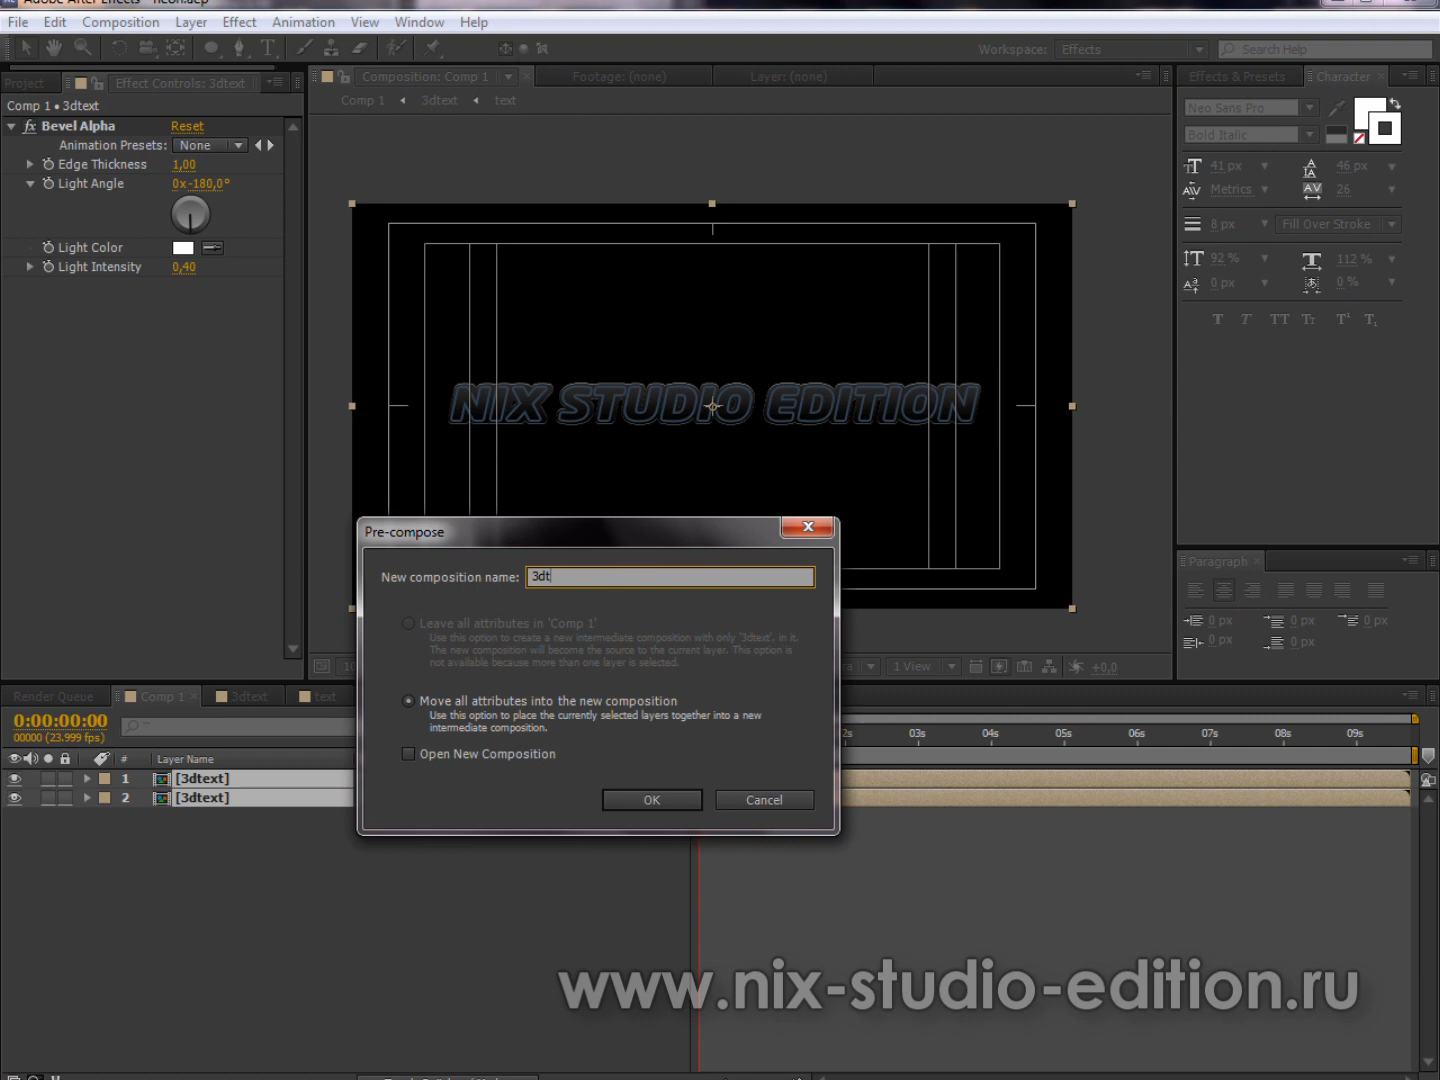 Adobe After Effects - neon.aep
File Edit Composition Layer Effect Animation View Window Help
Workspace: Effects Search Help
Project Effect Controls: 3dtext
Composition: Comp 1 Footage: (none) Layer: (none)
Effects & Presets Character
Comp 1 • 3dtext
Comp 1 3dtext text
fx Bevel Alpha Reset
Animation Presets: None
Edge Thickness 1,00
Light Angle 0x-180,0°
Light Color
Light Intensity 0,40
Neo Sans Pro
Bold Italic
41 px 46 px
Metrics 26
8 px Fill Over Stroke
92 % 112 %
0 px 0 %
T T TT TT T¹ T₁
NIX STUDIO EDITION
Pre-compose
New composition name: 3dt
Leave all attributes in 'Comp 1'
Use this option to create a new intermediate composition with only '3dtext', in it.
The new composition will become the source to the current layer. This option is
not available because more than one layer is selected.
Move all attributes into the new composition
Use this option to place the currently selected layers together into a new
intermediate composition.
Open New Composition
OK Cancel
Paragraph
0 px 0 px 0 px
0 px 0 px
1 View +0,0
Render Queue Comp 1 3dtext text
0:00:00:00
00000 (23.999 fps)
2s 03s 04s 05s 06s 07s 08s 09s
# Layer Name
1 [3dtext]
2 [3dtext]
www.nix-studio-edition.ru